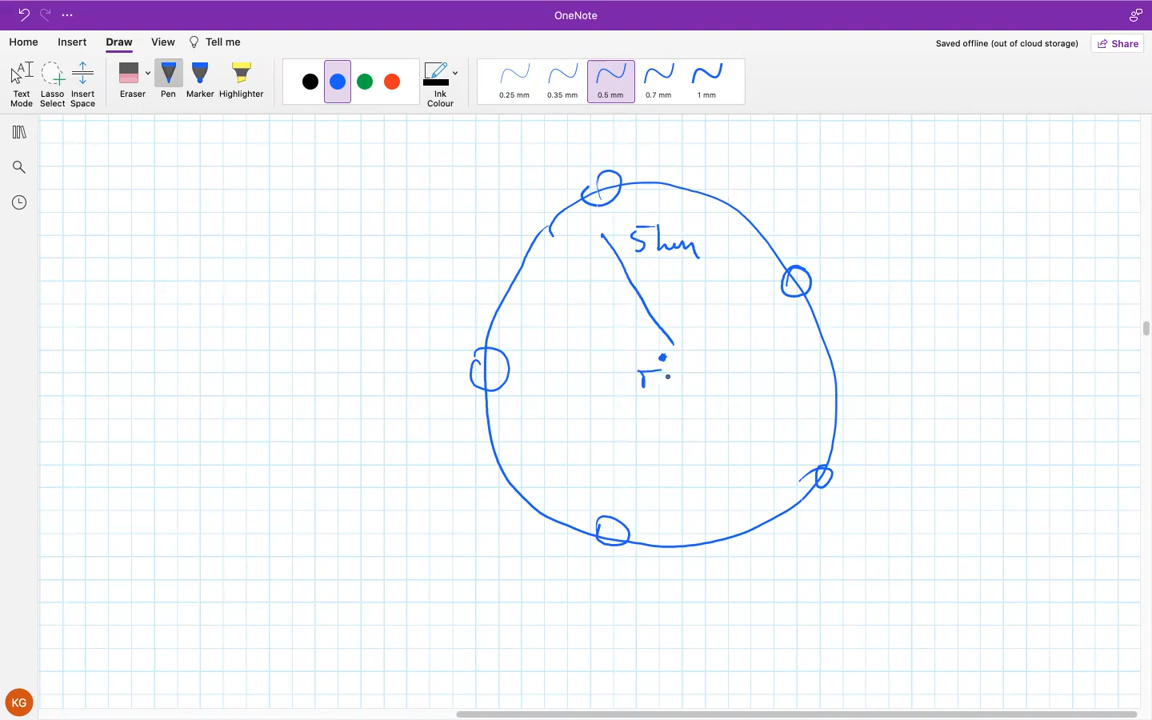 OneNote
Home Insert Draw View Tell me
Saved offline (out of cloud storage) Share
Text Mode
Lasso Select
Insert Space
Eraser
Pen
Marker
Highlighter
Ink Colour
0.25 mm
0.35 mm
0.5 mm
0.7 mm
1 mm
5km
r
KG